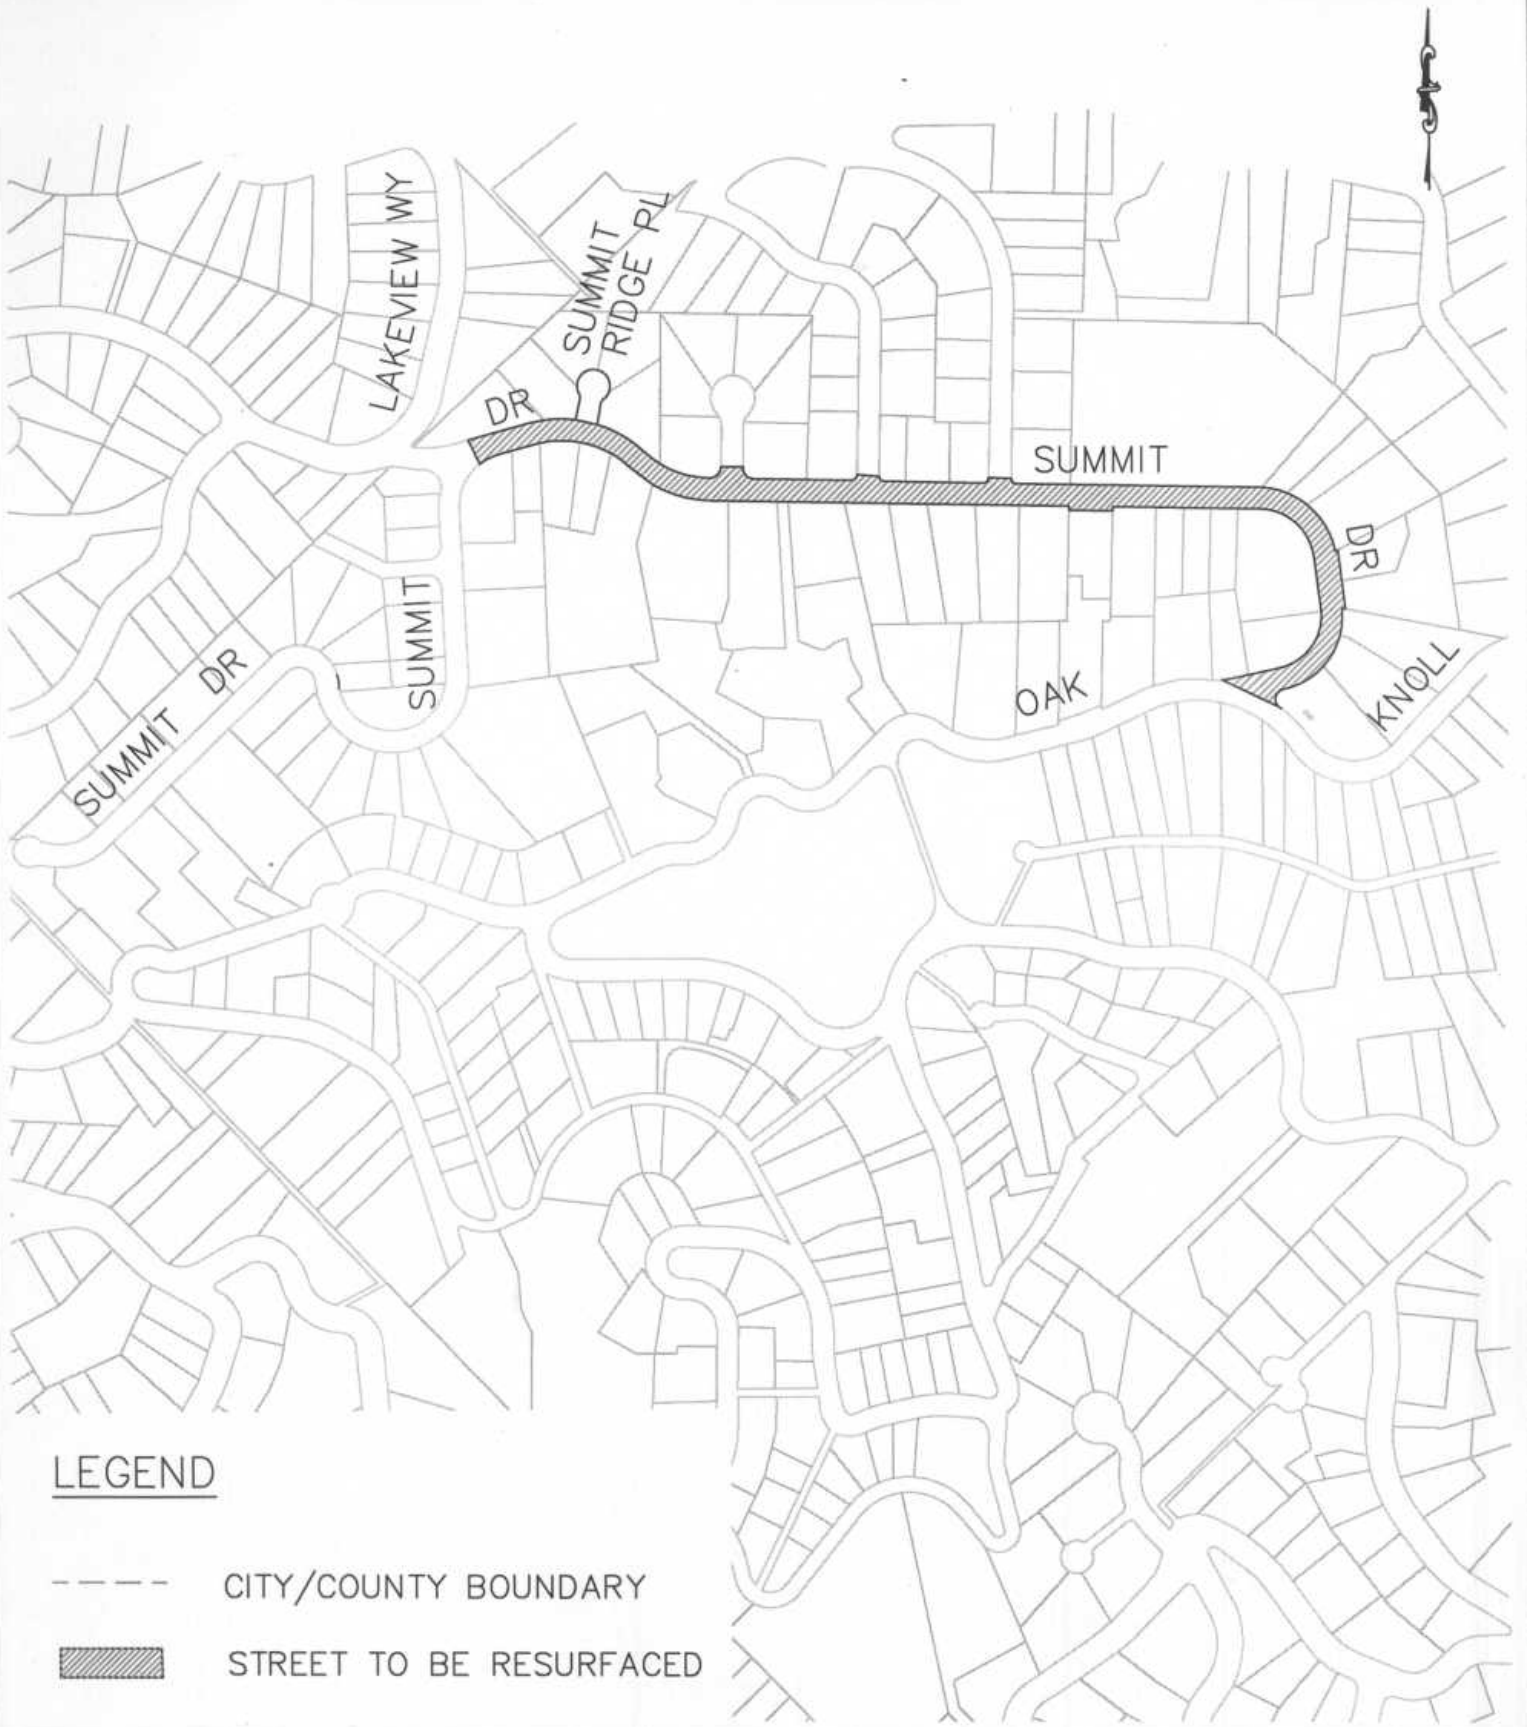 LAKEVIEW WY
SUMMIT
RIDGE PL
DR
SUMMIT
DR
SUMMIT
SUMMIT DR
OAK
KNOLL
LEGEND
CITY/COUNTY BOUNDARY
STREET TO BE RESURFACED